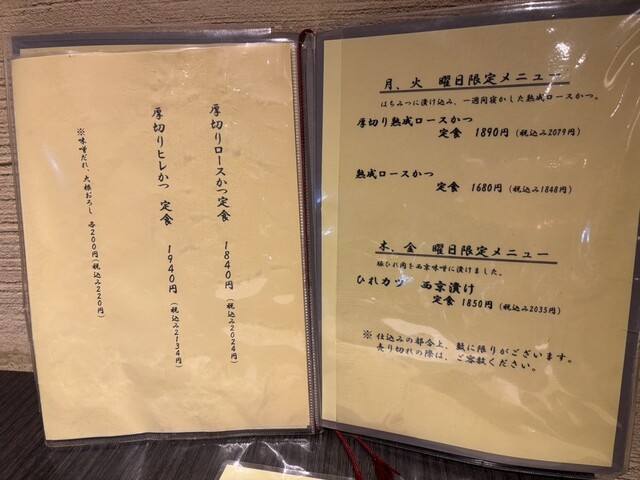 厚切りロースかつ定食 1840円（税込み2024円）
厚切りヒレかつ 定食 1940円（税込み2134円）
※味噌だれ、大根おろし 各200円（税込み220円）
月、火 曜日限定メニュー
はちみつに漬け込み、一週間寝かした熟成ロースかつ。
厚切り熟成ロースかつ
定食 1890円（税込み2079円）
熟成ロースかつ
定食 1680円（税込み1848円）
木、金 曜日限定メニュー
豚ひれ肉を西京味噌に漬けました。
ひれカツ 西京漬け
定食 1850円（税込み2035円）
※ 仕込みの都合上、数に限りがございます。
売り切れの際は、ご容赦ください。